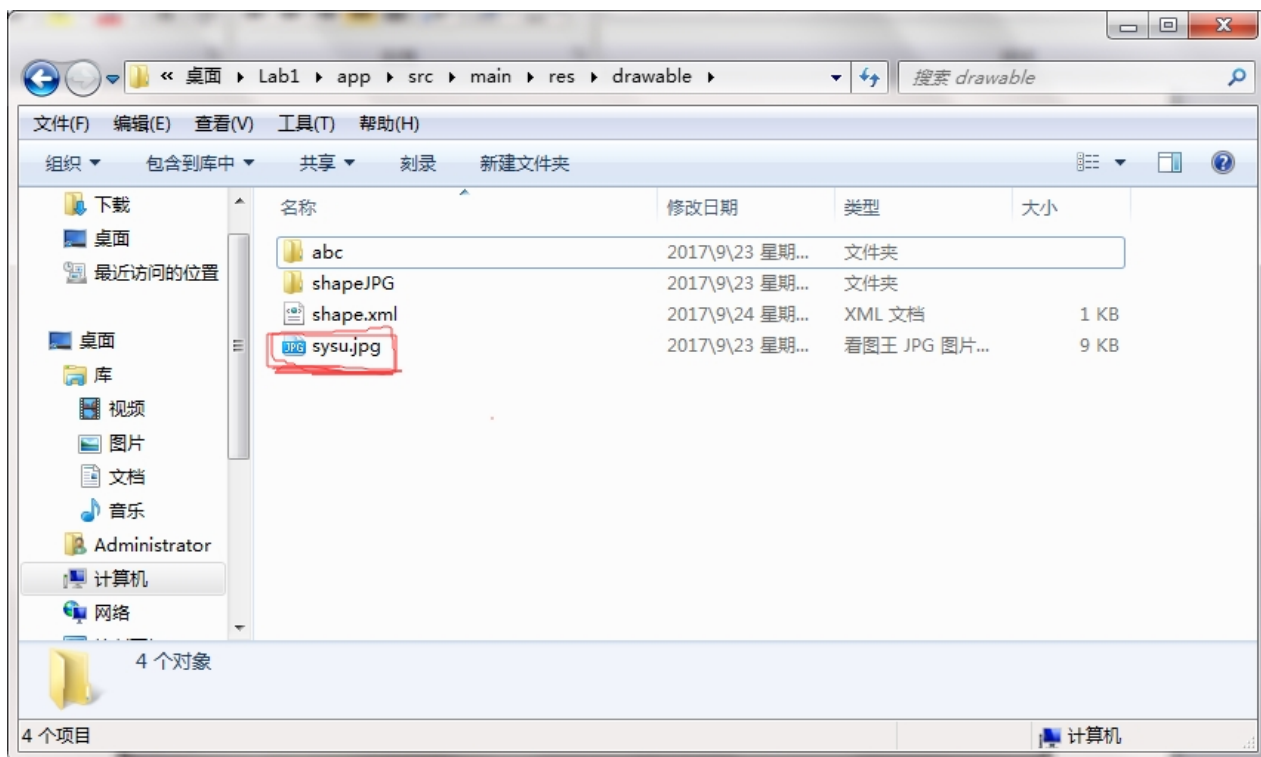 « 桌面 ▸ Lab1 ▸ app ▸ src ▸ main ▸ res ▸ drawable ▸
搜索 drawable
文件(F) 编辑(E) 查看(V) 工具(T) 帮助(H)
组织 ▼ 包含到库中 ▼ 共享 ▼ 刻录 新建文件夹
下载
桌面
最近访问的位置
桌面
库
视频
图片
文档
音乐
Administrator
计算机
网络
名称 修改日期 类型 大小
abc 2017\9\23 星期... 文件夹
shapeJPG 2017\9\23 星期... 文件夹
shape.xml 2017\9\24 星期... XML 文档 1 KB
JPG sysu.jpg 2017\9\23 星期... 看图王 JPG 图片... 9 KB
4 个对象
4 个项目 计算机